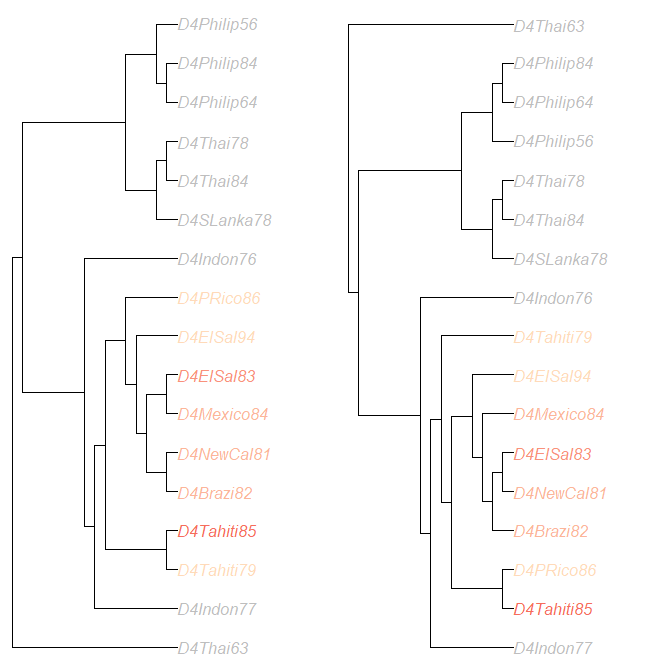 D4Philip56
D4Philip84
D4Philip64
D4Thai78
D4Thai84
D4SLanka78
D4Indon76
D4PRico86
D4ElSal94
D4ElSal83
D4Mexico84
D4NewCal81
D4Brazi82
D4Tahiti85
D4Tahiti79
D4Indon77
D4Thai63
D4Thai63
D4Philip84
D4Philip64
D4Philip56
D4Thai78
D4Thai84
D4SLanka78
D4Indon76
D4Tahiti79
D4ElSal94
D4Mexico84
D4ElSal83
D4NewCal81
D4Brazi82
D4PRico86
D4Tahiti85
D4Indon77